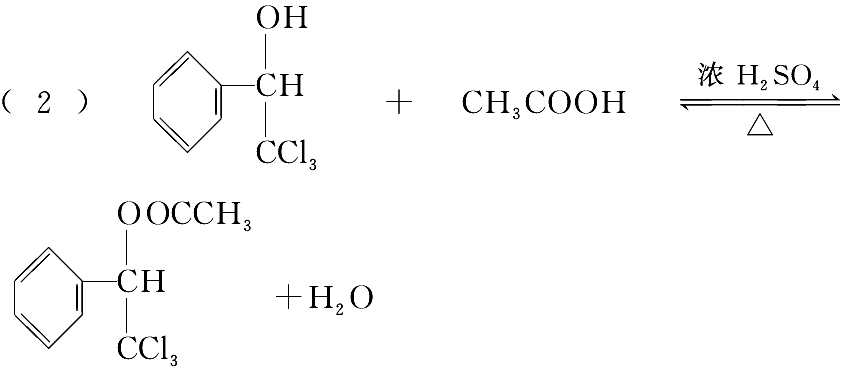 OH
(2) CH + CH₃COOH 浓 H₂SO₄ △
CCl₃
OOCCH₃
CH +H₂O
CCl₃